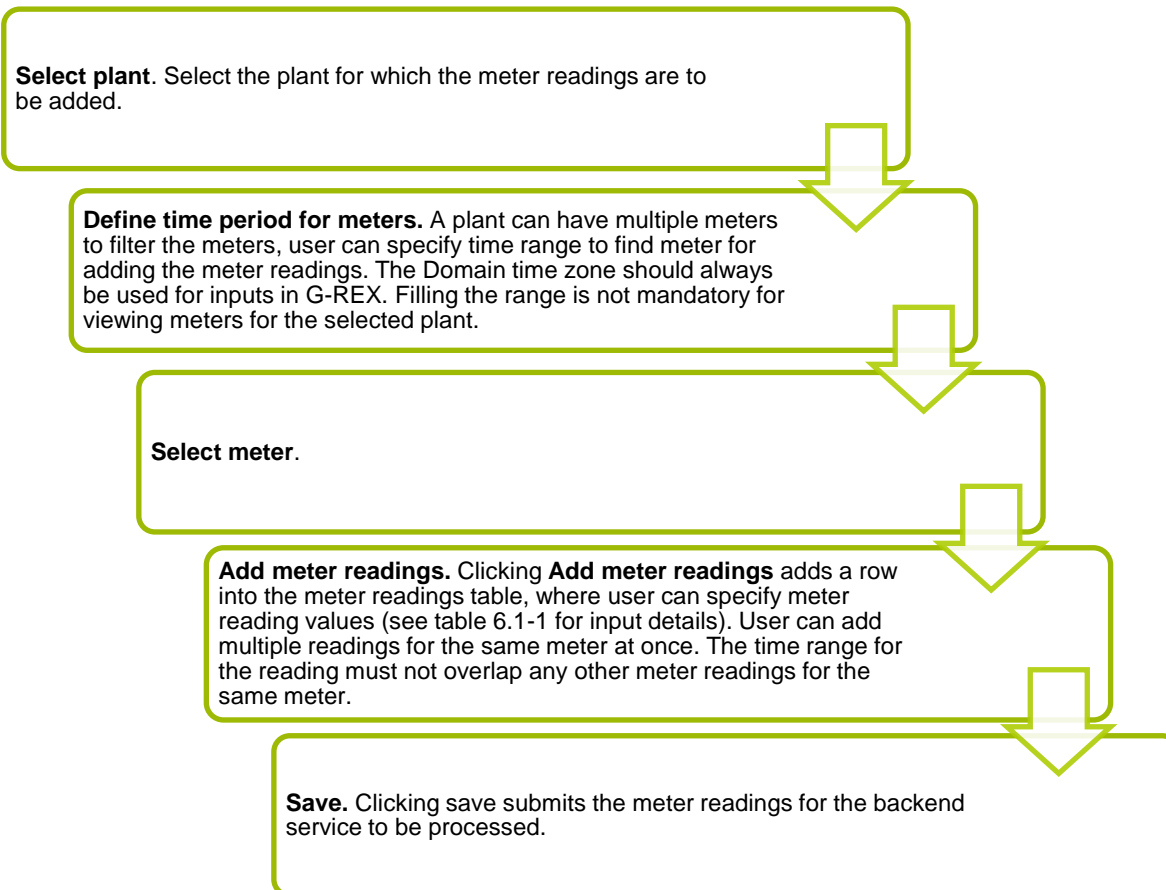 Select plant. Select the plant for which the meter readings are to
be added.
Define time period for meters. A plant can have multiple meters
to filter the meters, user can specify time range to find meter for
adding the meter readings. The Domain time zone should always
be used for inputs in G-REX. Filling the range is not mandatory for
viewing meters for the selected plant.
Select meter.
Add meter readings. Clicking Add meter readings adds a row
into the meter readings table, where user can specify meter
reading values (see table 6.1-1 for input details). User can add
multiple readings for the same meter at once. The time range for
the reading must not overlap any other meter readings for the
same meter.
Save. Clicking save submits the meter readings for the backend
service to be processed.